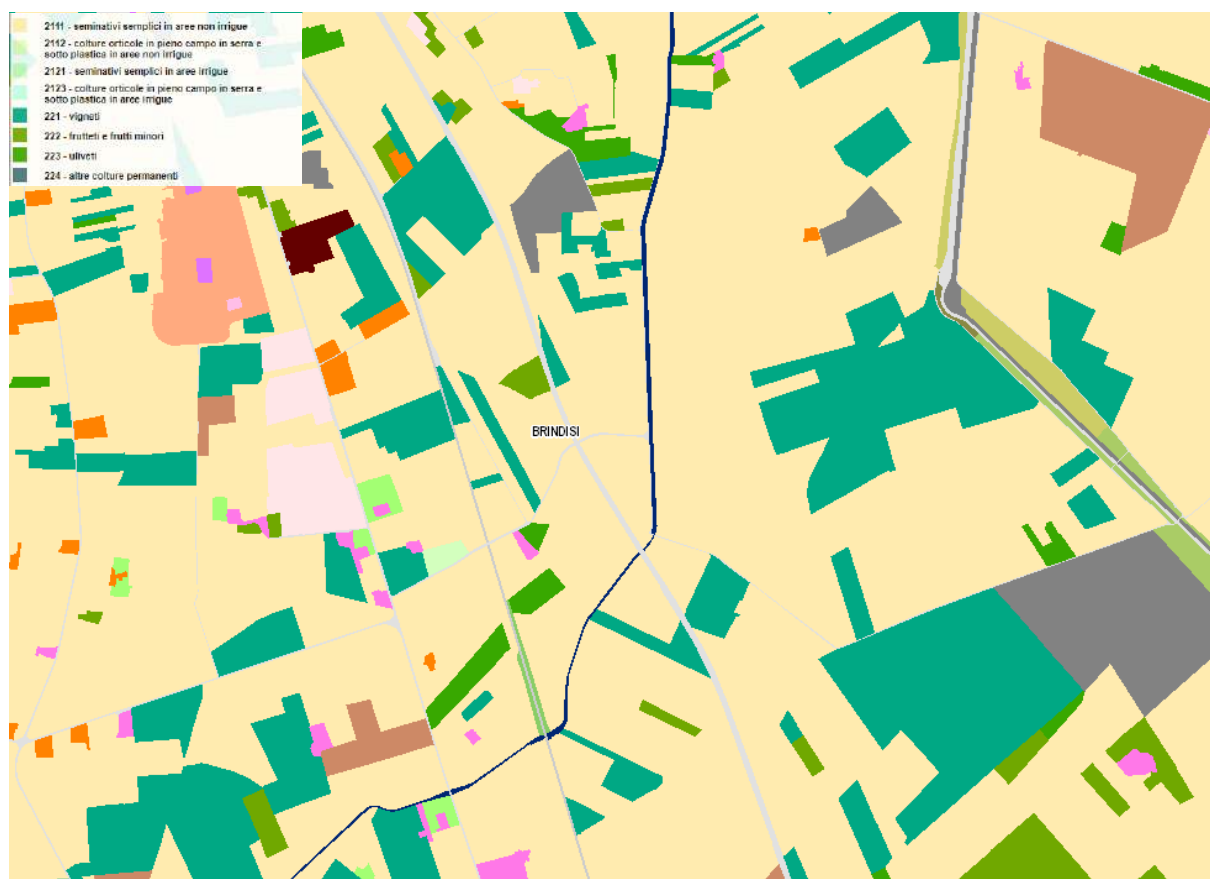 2111 - seminativi semplici in aree non irrigue
2112 - colture orticole in pieno campo in serra e
sotto plastica in aree non irrigue
2121 - seminativi semplici in aree irrigue
2123 - colture orticole in pieno campo in serra e
sotto plastica in aree irrigue
221 - vigneti
222 - frutteti e frutti minori
223 - uliveti
224 - altre colture permanenti
BRINDISI